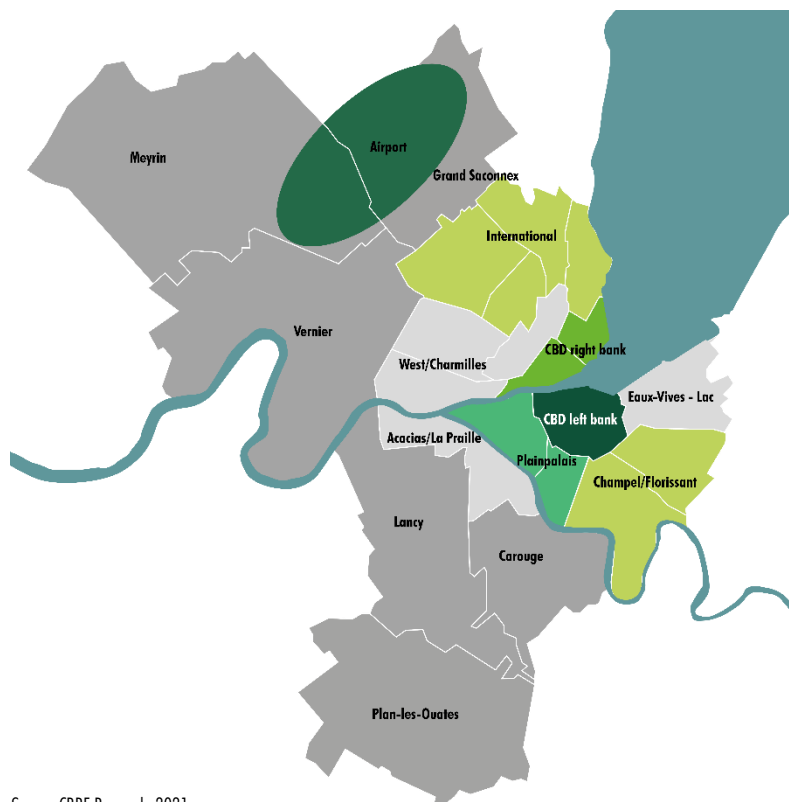 Airport
Meyrin
Grand Saconnex
International
Vernier
CBD right bank
West/Charmilles
Eaux-Vives - Lac
CBD left bank
Acacias/La Praille
Plainpalais
Champel/Florissant
Lancy
Carouge
Plan-les-Ouates
2021